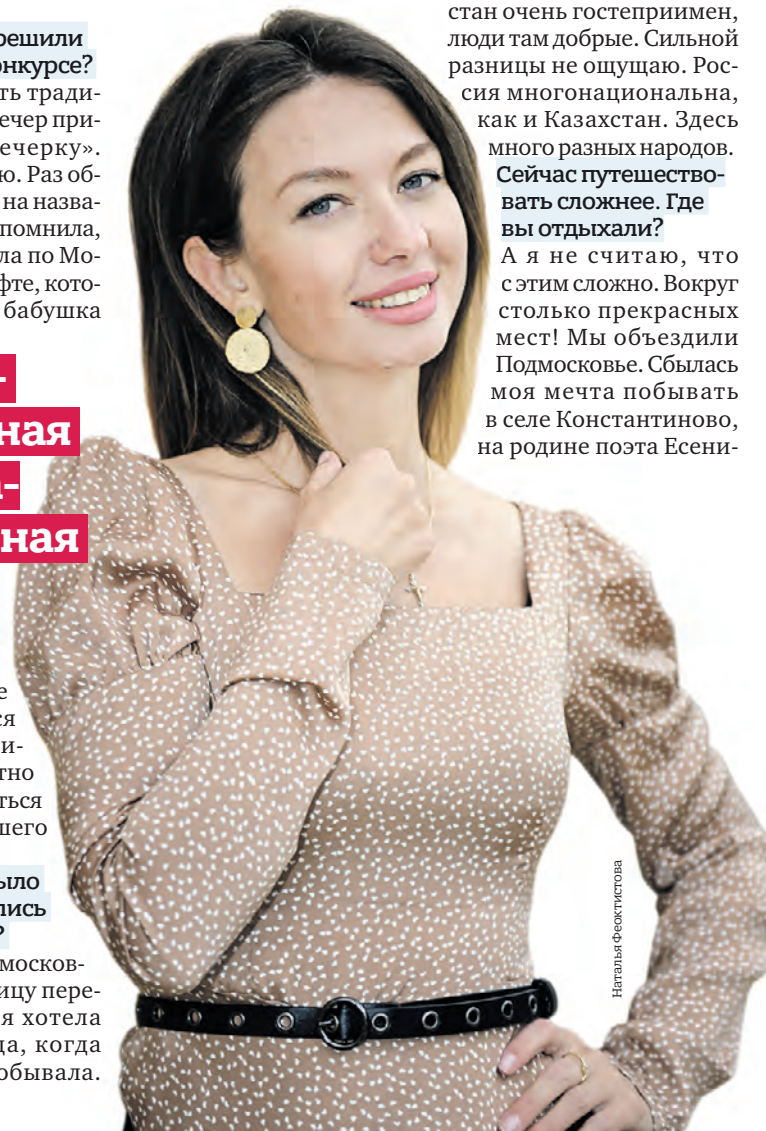 решили
онкурсе?
ть тради-
ечер при-
ечерку».
ю. Раз об-
на назва-
помнила,
ла по Мо-
фте, кото-
бабушка
-
ная
а-
ная
е
ся
и-
тно
ться
шего
ыло
лись
?
москов-
ицу пере-
я хотела
да, когда
обывала.
стан очень гостеприимен,
люди там добрые. Сильной
разницы не ощущаю. Рос-
сия многонациональна,
как и Казахстан. Здесь
много разных народов.
Сейчас путешество-
вать сложнее. Где
вы отдыхали?
А я не считаю, что
с этим сложно. Вокруг
столько прекрасных
мест! Мы объездили
Подмосковье. Сбылась
моя мечта побывать
в селе Константиново,
на родине поэта Есени-
Наталья Феоктистова